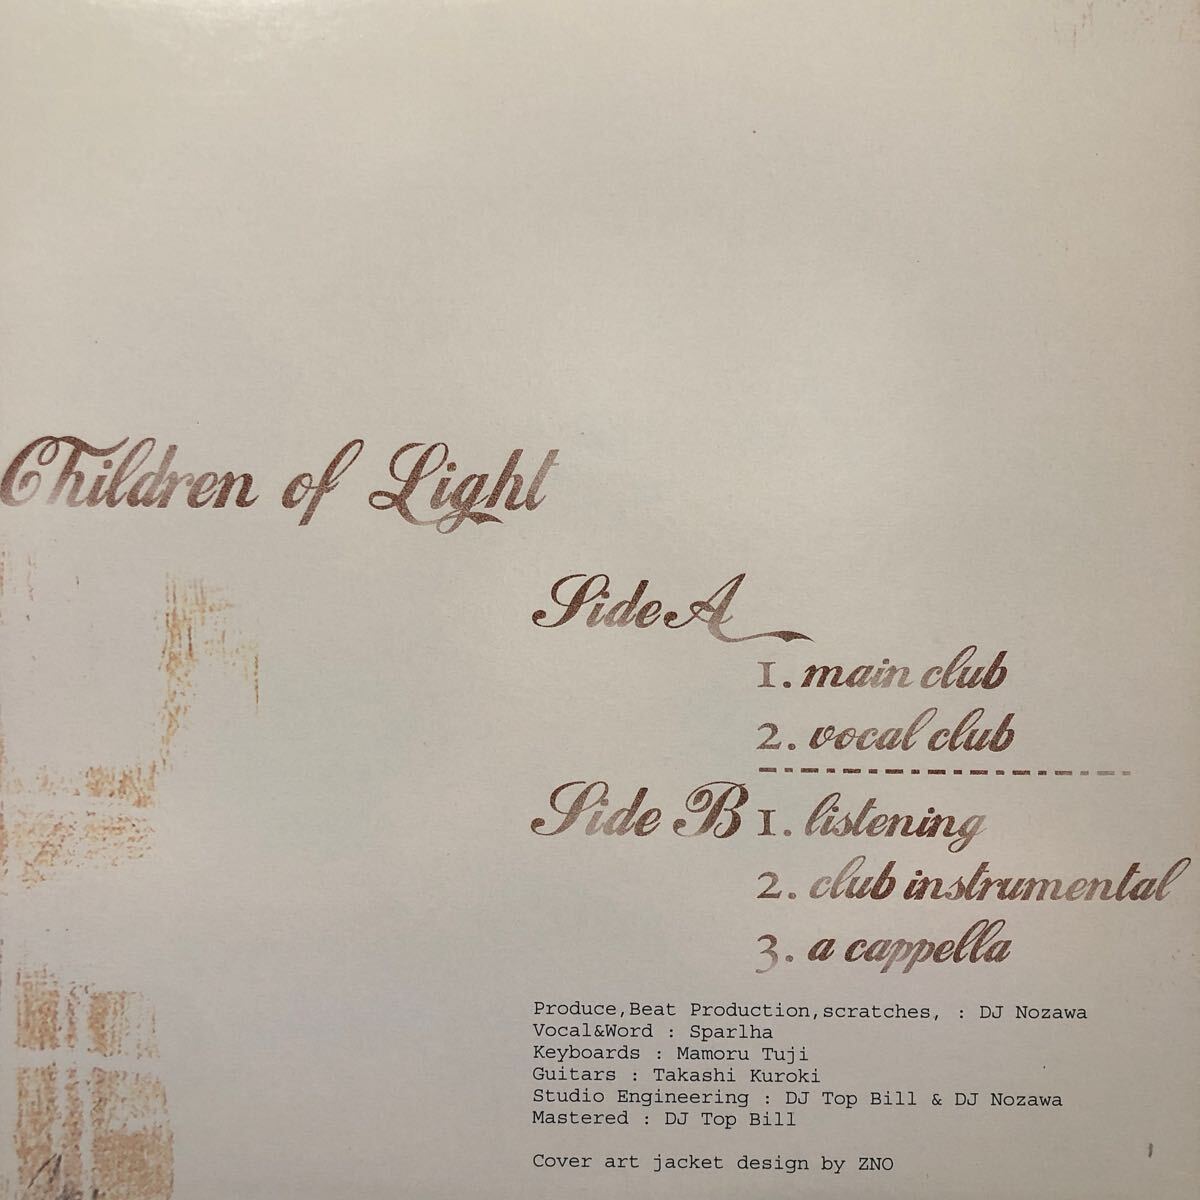 Children of Light
Side A
1. main club
2. vocal club
Side B 1. listening
2. club instrumental
3. a cappella
Produce,Beat Production,scratches, : DJ Nozawa
Vocal&Word : Sparlha
Keyboards : Mamoru Tuji
Guitars : Takashi Kuroki
Studio Engineering : DJ Top Bill & DJ Nozawa
Mastered : DJ Top Bill
Cover art jacket design by ZNO